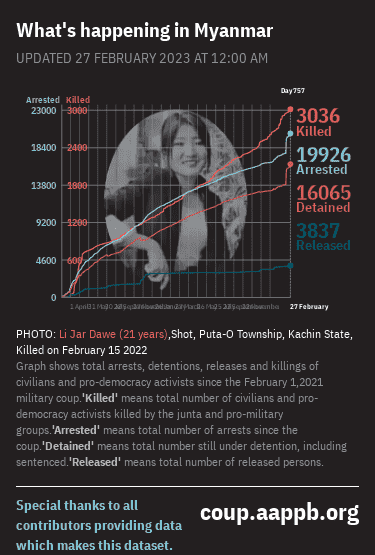 What's happening in Myanmar
UPDATED 27 FEBRUARY 2023 AT 12:00 AM
Day757
Arrested Killed
23000 3000
3036
Killed
18400 2400
19926
Arrested
13800 1800
16065
Detained
9200 1200
3837
Released
4600 600
0
1 April
27 February
PHOTO: Li Jar Dawe (21 years),Shot, Puta-O Township, Kachin State,
Killed on February 15 2022
Graph shows total arrests, detentions, releases and killings of
civilians and pro-democracy activists since the February 1,2021
military coup.'Killed' means total number of civilians and pro-
democracy activists killed by the junta and pro-military
groups.'Arrested' means total number of arrests since the
coup.'Detained' means total number still under detention, including
sentenced.'Released' means total number of released persons.
Special thanks to all
contributors providing data
which makes this dataset.
coup.aappb.org